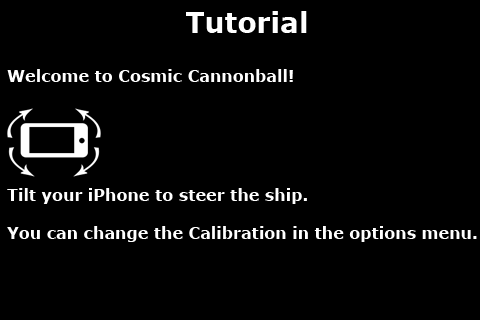 Tutorial
Welcome to Cosmic Cannonball!
Tilt your iPhone to steer the ship.
You can change the Calibration in the options menu.